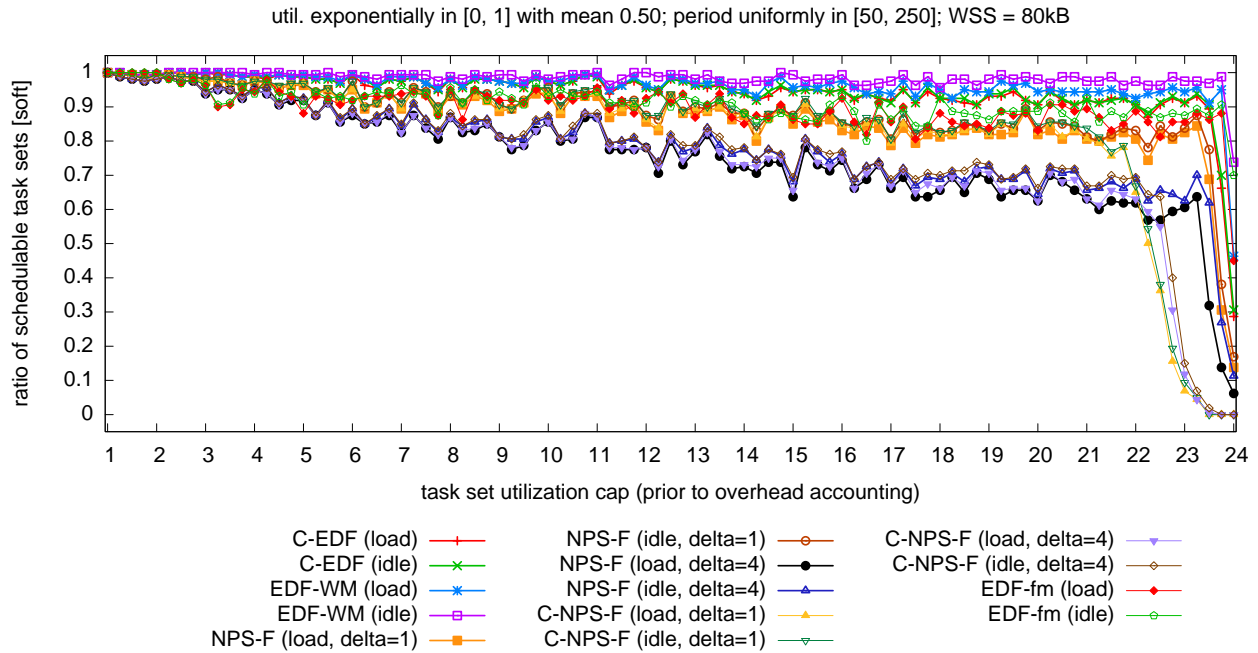 util. exponentially in [0, 1] with mean 0.50; period uniformly in [50, 250]; WSS = 80kB
ratio of schedulable task sets [soft]
1
0.9
0.8
0.7
0.6
0.5
0.4
0.3
0.2
0.1
0
1 2 3 4 5 6 7 8 9 10 11 12 13 14 15 16 17 18 19 20 21 22 23 24
task set utilization cap (prior to overhead accounting)
C-EDF (load)
C-EDF (idle)
EDF-WM (load)
EDF-WM (idle)
NPS-F (load, delta=1)
NPS-F (idle, delta=1)
NPS-F (load, delta=4)
NPS-F (idle, delta=4)
C-NPS-F (load, delta=1)
C-NPS-F (idle, delta=1)
C-NPS-F (load, delta=4)
C-NPS-F (idle, delta=4)
EDF-fm (load)
EDF-fm (idle)